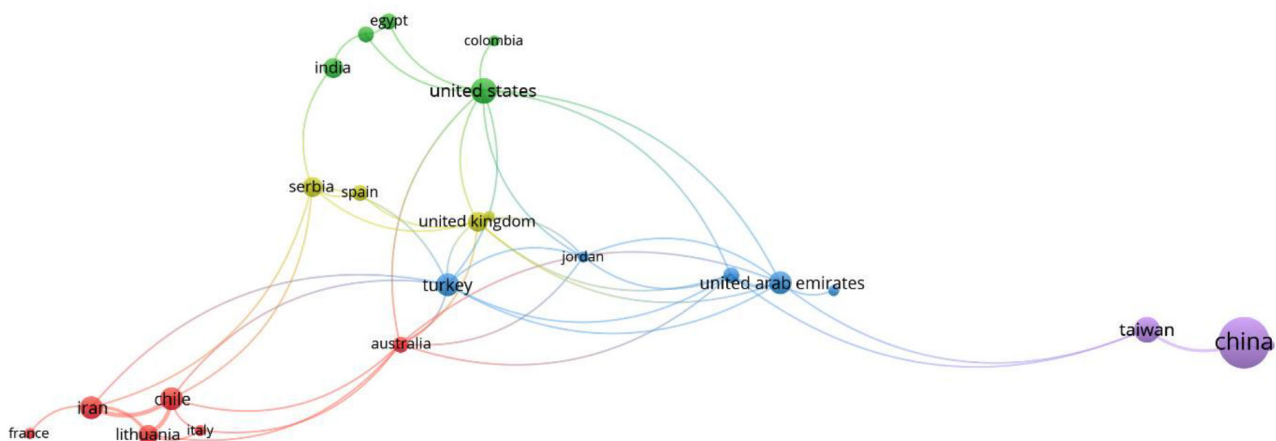 egypt
colombia
india
united states
serbia
spain
united kingdom
jordan
turkey
united arab emirates
taiwan
china
australia
chile
iran
france
lithuania
italy